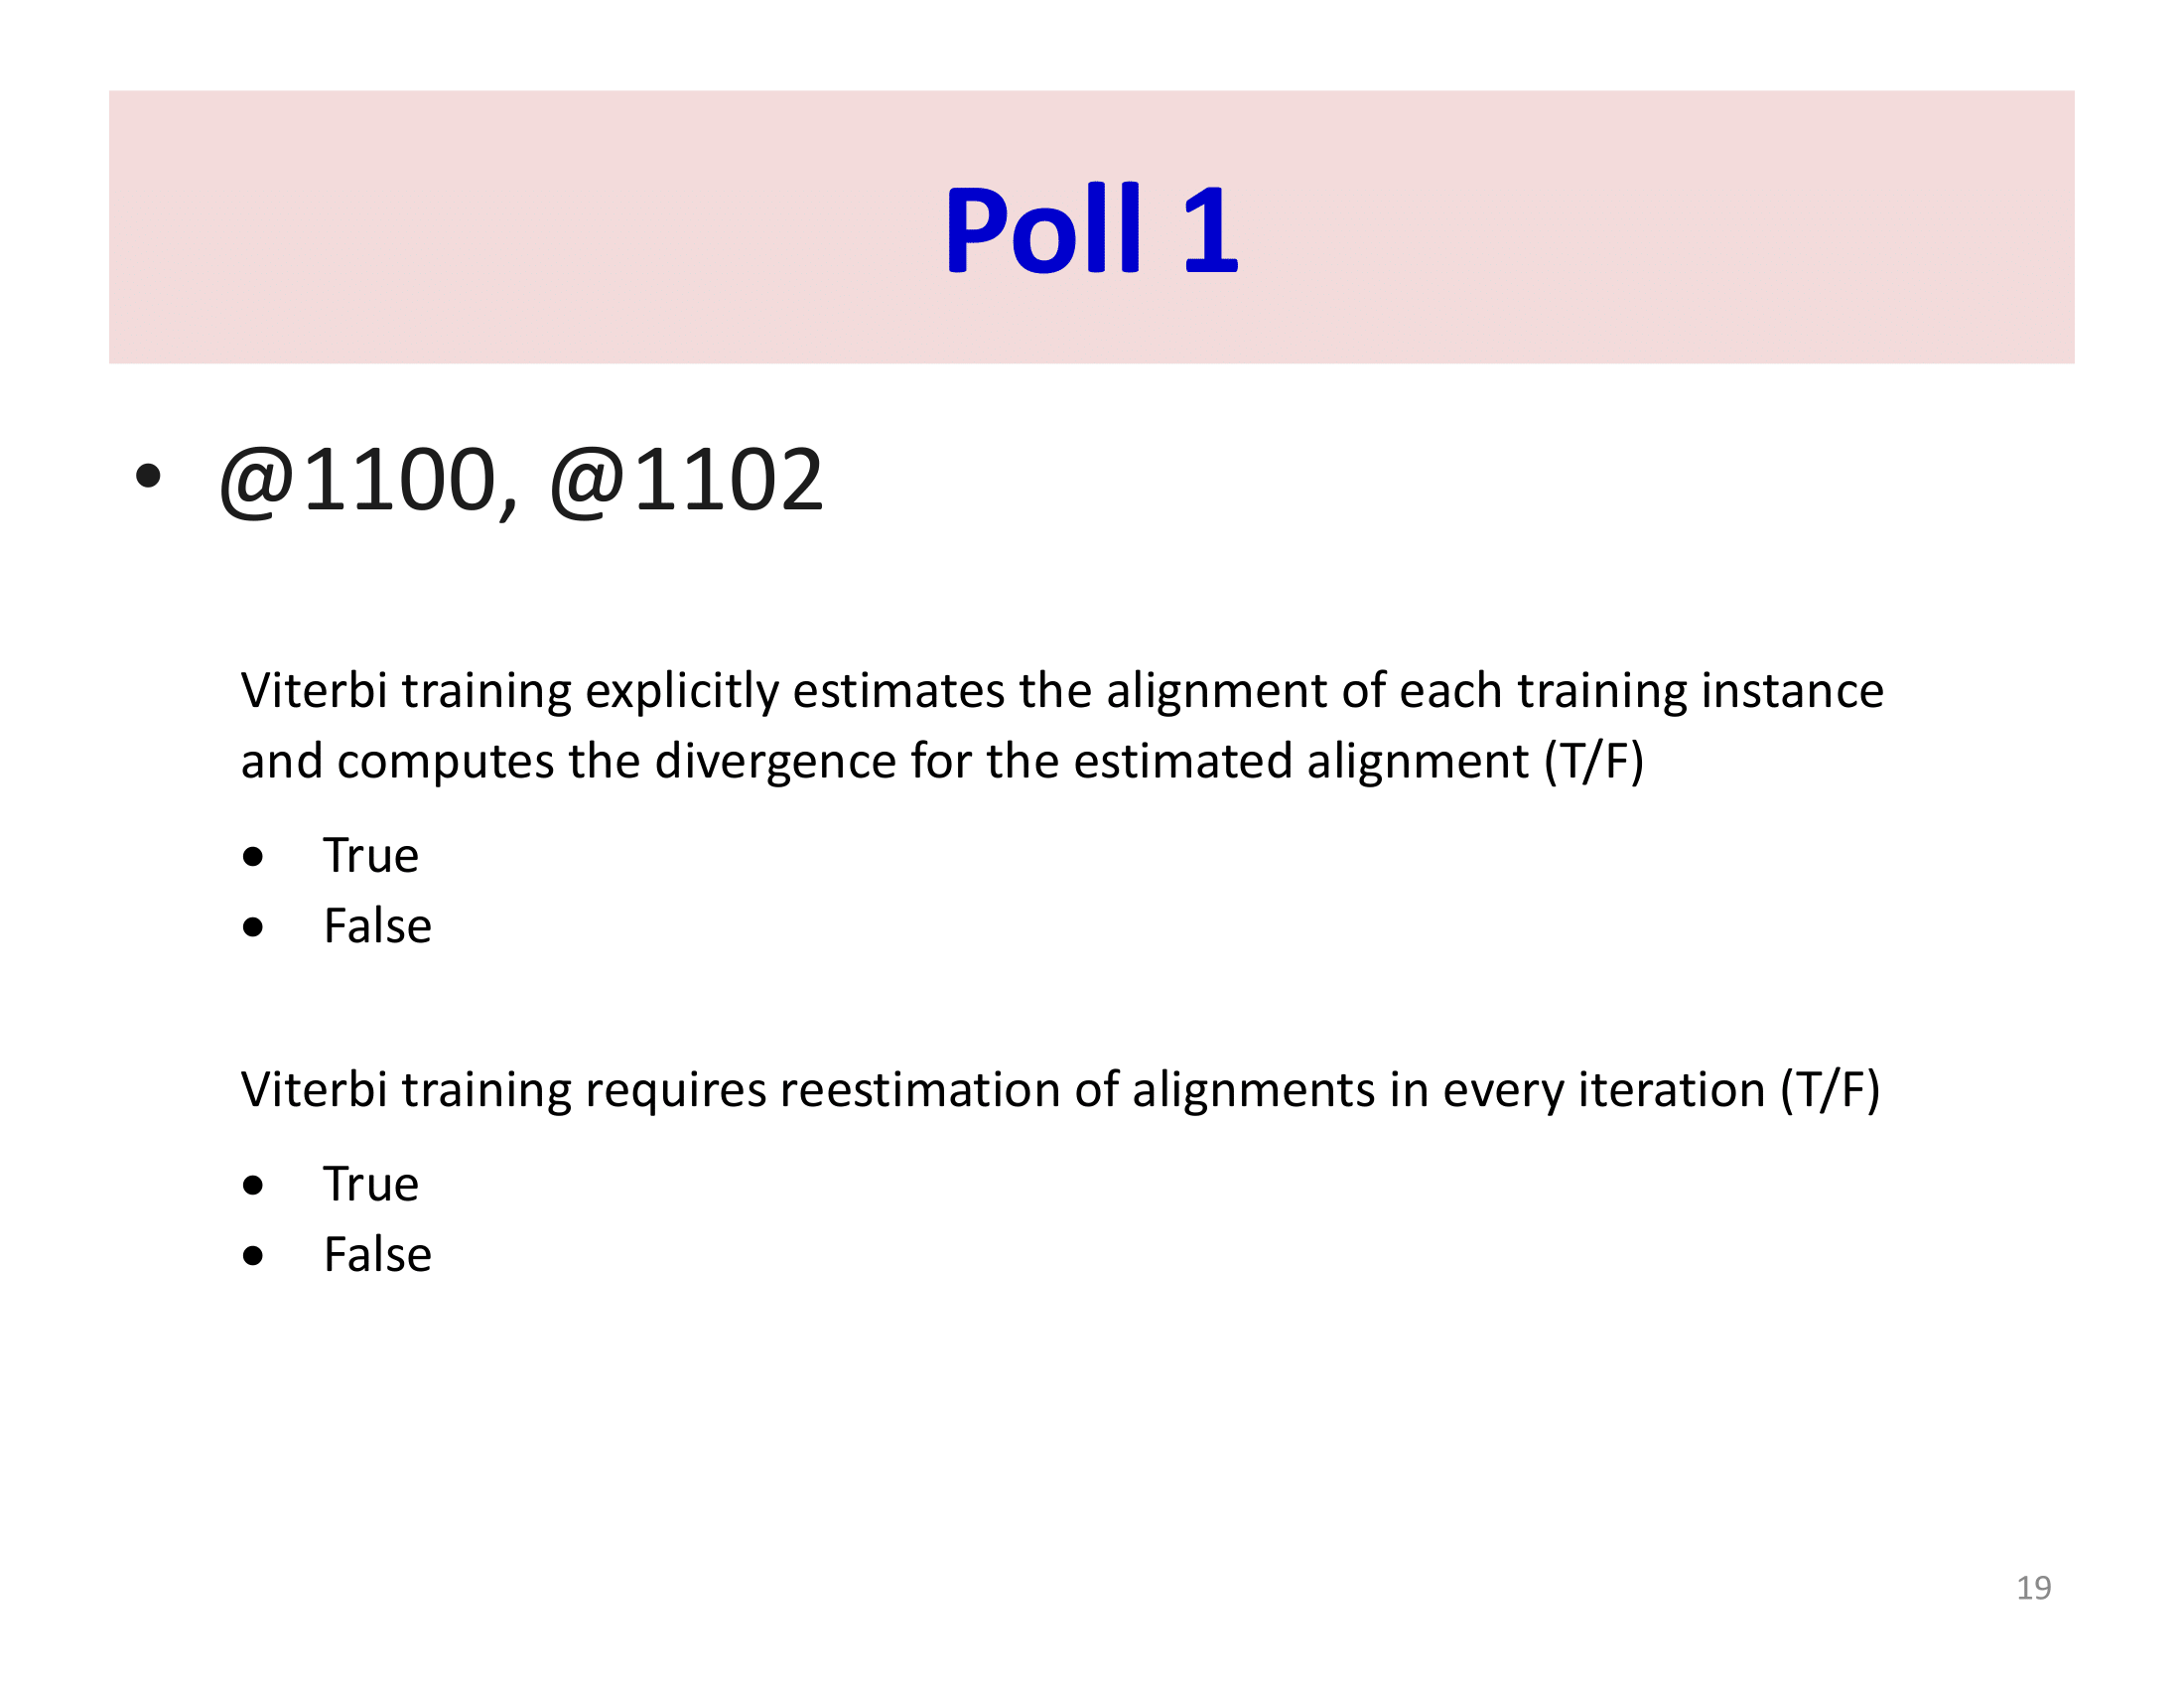 Poll 1
• @1100, @1102
Viterbi training explicitly estimates the alignment of each training instance
and computes the divergence for the estimated alignment (T/F)
• True
• False
Viterbi training requires reestimation of alignments in every iteration (T/F)
• True
• False
19